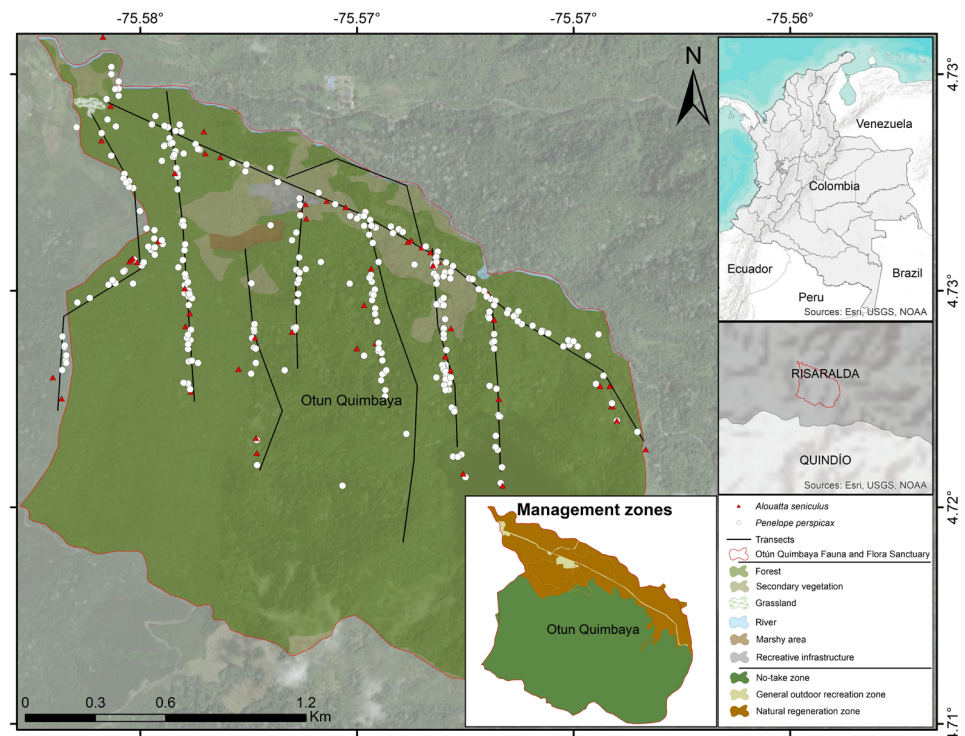 -75.58°
-75.57°
-75.57°
-75.56°
4.73°
4.73°
4.72°
4.71°
N
Otun Quimbaya
0 0.3 0.6 1.2
Km
Venezuela
Colombia
Ecuador
Brazil
Peru
Sources: Esri, USGS, NOAA
RISARALDA
QUINDÍO
Sources: Esri, USGS, NOAA
Management zones
Otun Quimbaya
Alouatta seniculus
Penelope perspicax
Transects
Otún Quimbaya Fauna and Flora Sanctuary
Forest
Secondary vegetation
Grassland
River
Marshy area
Recreative infrastructure
No-take zone
General outdoor recreation zone
Natural regeneration zone